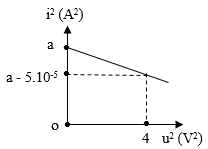 i² (A²)
a
a - 5.10⁻⁵
o
4 u² (V²)